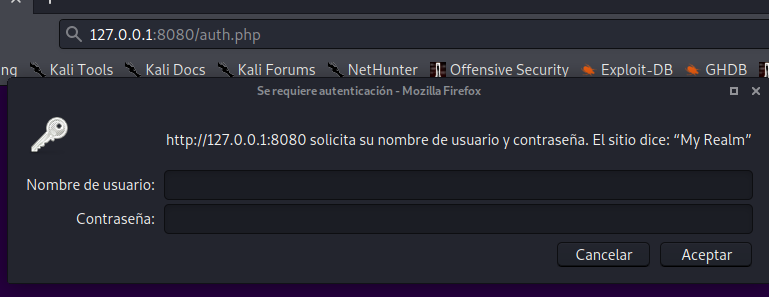 127.0.0.1:8080/auth.php
ng Kali Tools Kali Docs Kali Forums NetHunter Offensive Security Exploit-DB GHDB
Se requiere autenticación - Mozilla Firefox
http://127.0.0.1:8080 solicita su nombre de usuario y contraseña. El sitio dice: “My Realm”
Nombre de usuario:
Contraseña:
Cancelar Aceptar